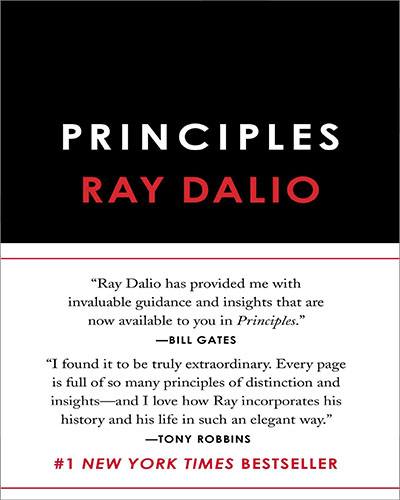 PRINCIPLES
RAY DALIO
“Ray Dalio has provided me with
invaluable guidance and insights that are
now available to you in Principles.”
—BILL GATES
“I found it to be truly extraordinary. Every page
is full of so many principles of distinction and
insights—and I love how Ray incorporates his
history and his life in such an elegant way.”
—TONY ROBBINS
#1 NEW YORK TIMES BESTSELLER